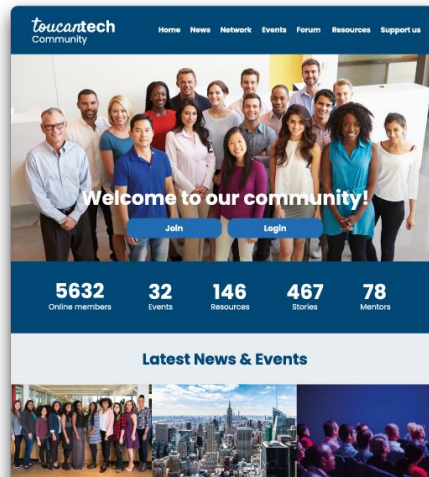 toucantech
Community
Home News Network Events Forum Resources Support us
Welcome to our community!
Join Login
5632 32 146 467 78
Online members Events Resources Stories Mentors
Latest News & Events